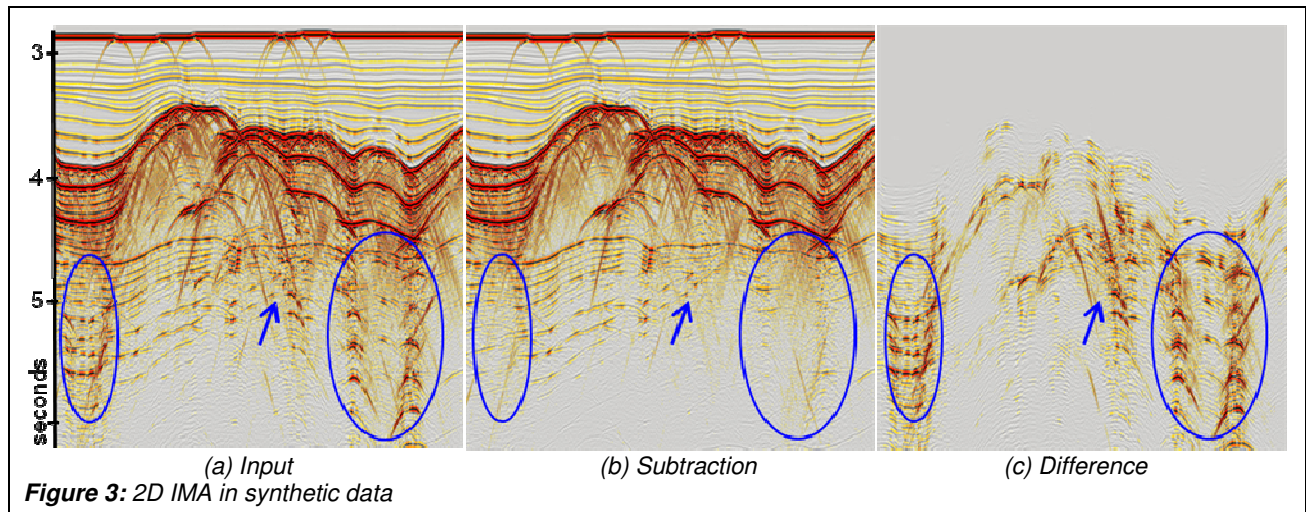 3
4
5
seconds
(a) Input
(b) Subtraction
(c) Difference
Figure 3: 2D IMA in synthetic data